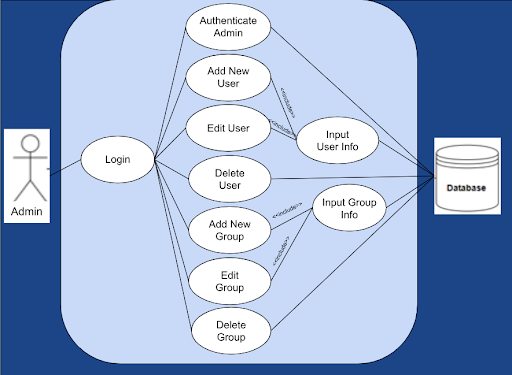 Authenticate
Admin
Add New
User
<<include>>
Edit User
<<include>>
Input
User Info
Login
Admin
Delete
User
Database
Input Group
Info
<<include>>
Add New
Group
<<include>>
Edit
Group
Delete
Group